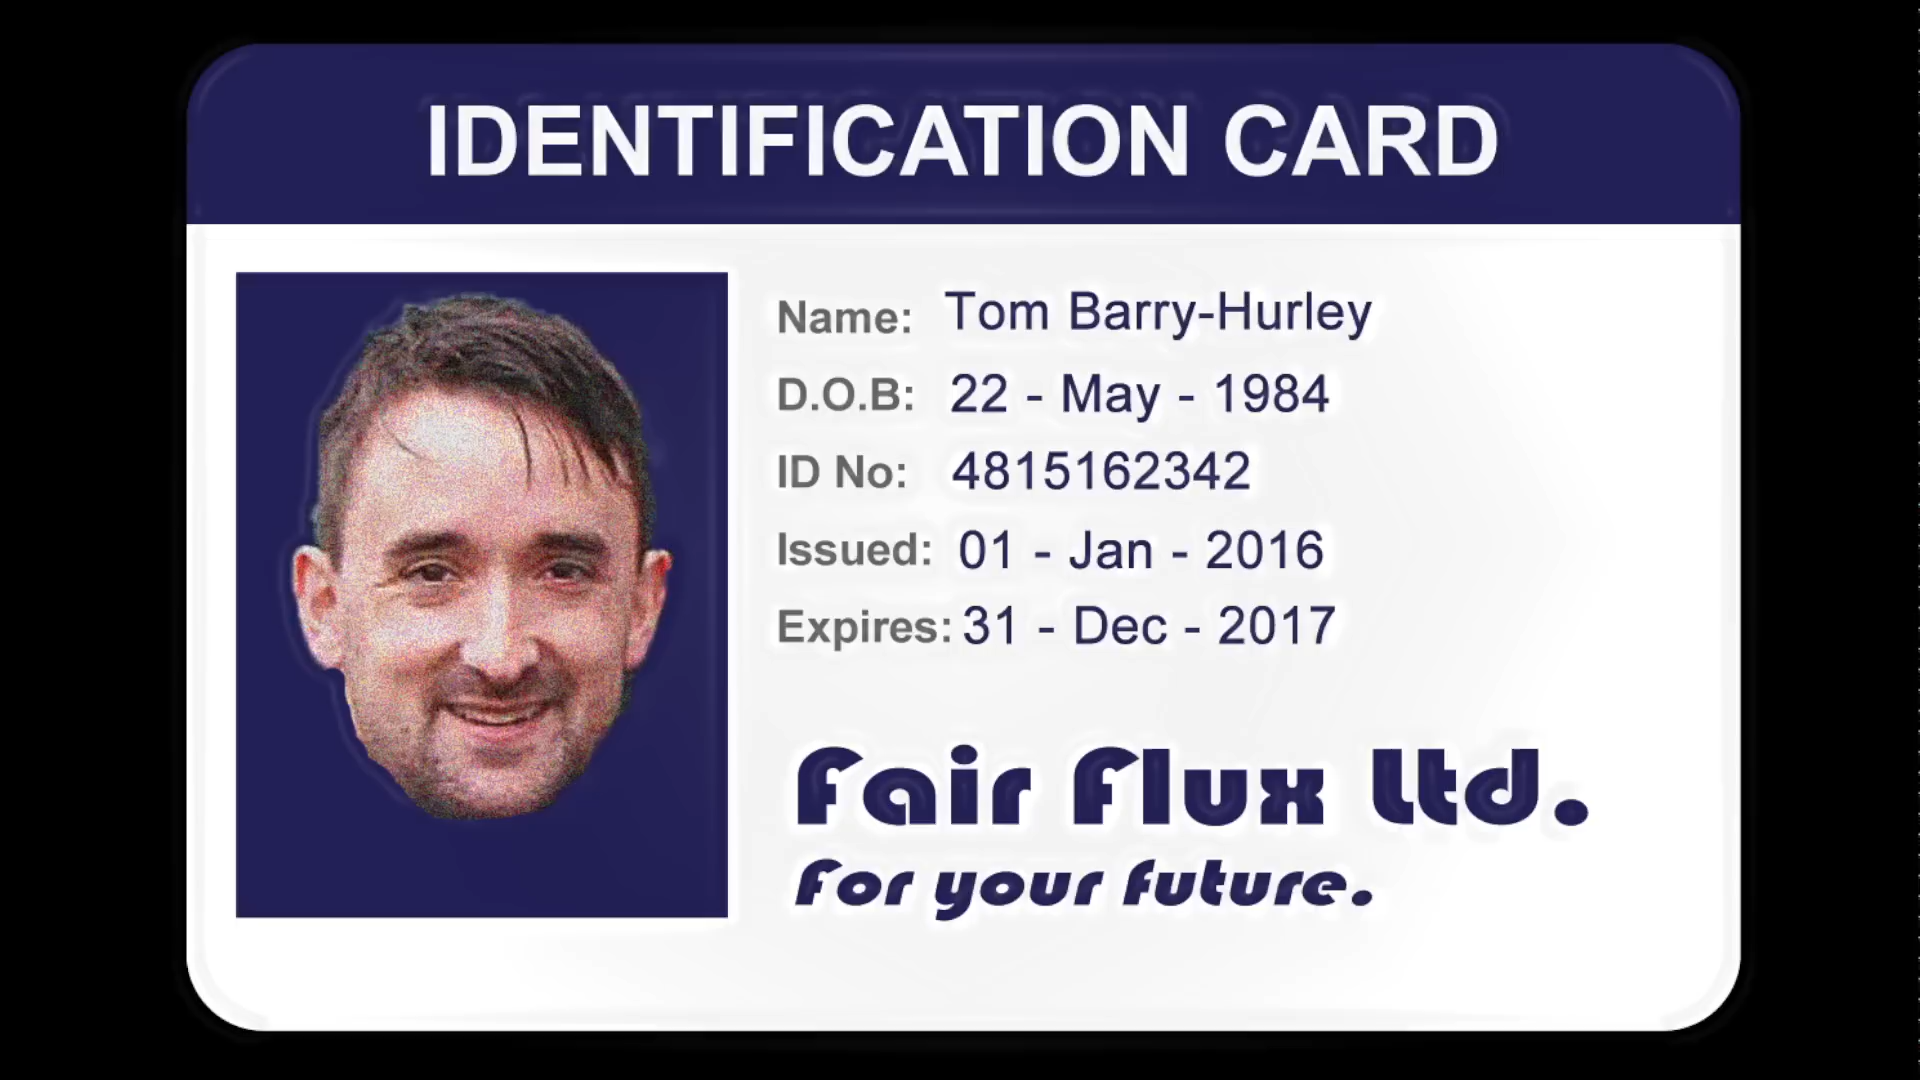 IDENTIFICATION CARD
Name: Tom Barry-Hurley
D.O.B: 22 - May - 1984
ID No: 4815162342
Issued: 01 - Jan - 2016
Expires: 31 - Dec - 2017
Fair Flux Ltd.
For your future.